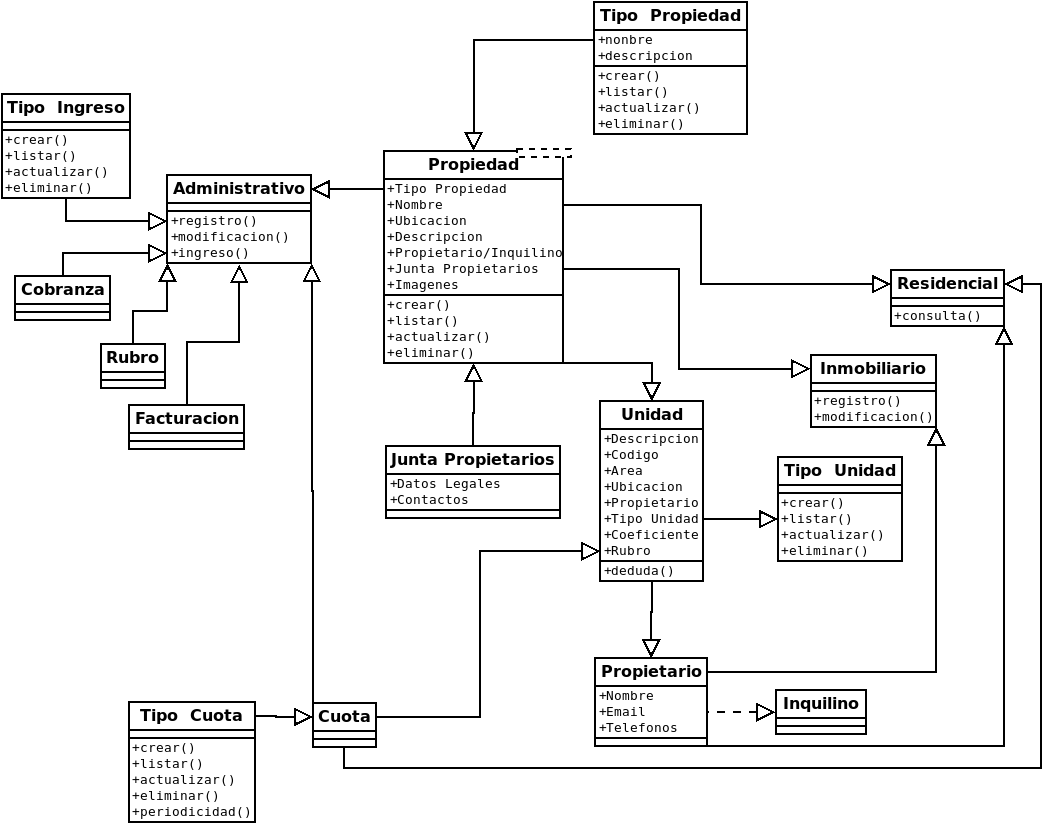 Tipo Propiedad
+nonbre
+descripcion
+crear()
+listar()
+actualizar()
+eliminar()
Tipo Ingreso
+crear()
+listar()
+actualizar()
+eliminar()
Administrativo
+registro()
+modificacion()
+ingreso()
Propiedad
+Tipo Propiedad
+Nombre
+Ubicacion
+Descripcion
+Propietario/Inquilino
+Junta Propietarios
+Imagenes
+crear()
+listar()
+actualizar()
+eliminar()
Cobranza
Rubro
Facturacion
Residencial
+consulta()
Inmobiliario
+registro()
+modificacion()
Junta Propietarios
+Datos Legales
+Contactos
Unidad
+Descripcion
+Codigo
+Area
+Ubicacion
+Propietario
+Tipo Unidad
+Coeficiente
+Rubro
+deduda()
Tipo Unidad
+crear()
+listar()
+actualizar()
+eliminar()
Propietario
+Nombre
+Email
+Telefonos
Inquilino
Tipo Cuota
+crear()
+listar()
+actualizar()
+eliminar()
+periodicidad()
Cuota